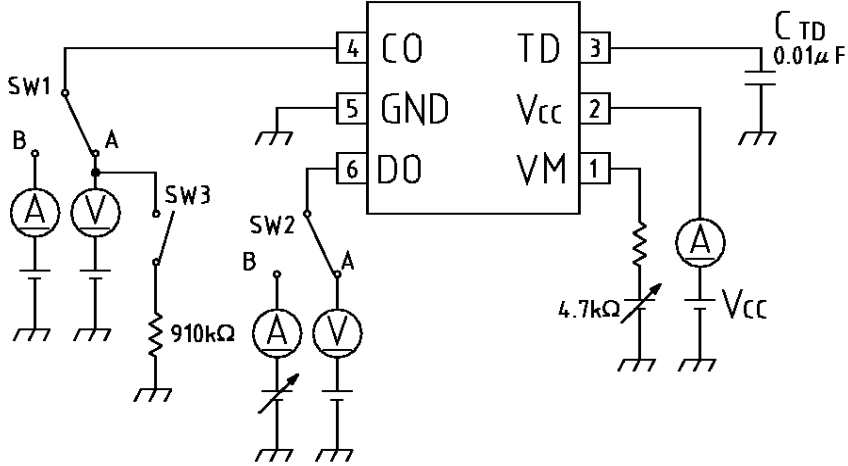 4 CO
TD 3
C TD
0.01μF
SW1
5 GND
Vcc 2
B
A
6 DO
VM 1
SW3
A
V
SW2
B
A
A
910kΩ
A
V
4.7kΩ
Vcc